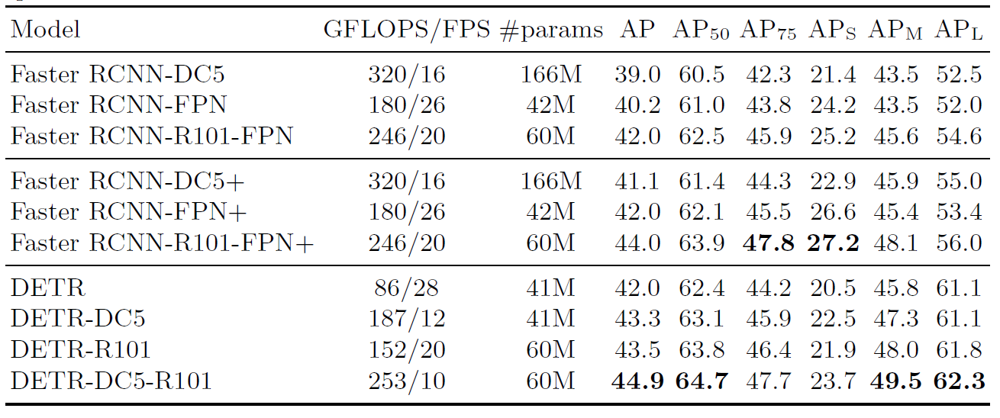 Model GFLOPS/FPS #params AP AP50 AP75 APS APM APL
Faster RCNN-DC5 320/16 166M 39.0 60.5 42.3 21.4 43.5 52.5
Faster RCNN-FPN 180/26 42M 40.2 61.0 43.8 24.2 43.5 52.0
Faster RCNN-R101-FPN 246/20 60M 42.0 62.5 45.9 25.2 45.6 54.6
Faster RCNN-DC5+ 320/16 166M 41.1 61.4 44.3 22.9 45.9 55.0
Faster RCNN-FPN+ 180/26 42M 42.0 62.1 45.5 26.6 45.4 53.4
Faster RCNN-R101-FPN+ 246/20 60M 44.0 63.9 47.8 27.2 48.1 56.0
DETR 86/28 41M 42.0 62.4 44.2 20.5 45.8 61.1
DETR-DC5 187/12 41M 43.3 63.1 45.9 22.5 47.3 61.1
DETR-R101 152/20 60M 43.5 63.8 46.4 21.9 48.0 61.8
DETR-DC5-R101 253/10 60M 44.9 64.7 47.7 23.7 49.5 62.3